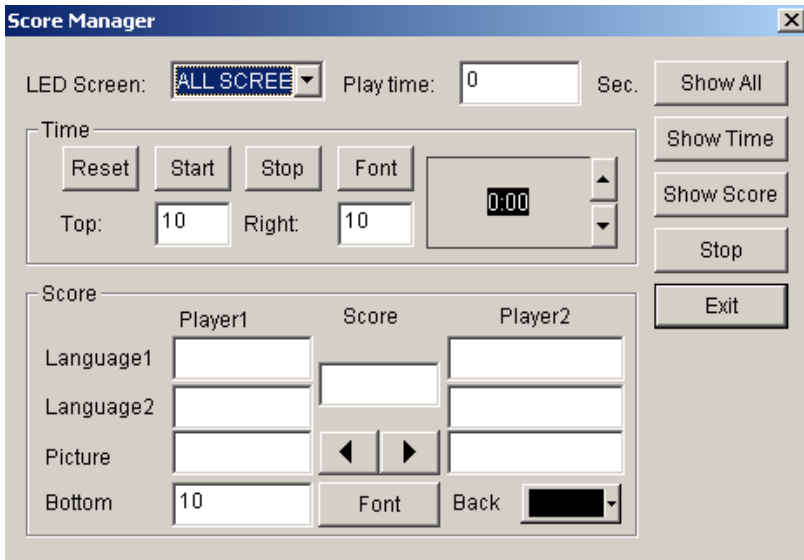 Score Manager
LED Screen: ALL SCREE Play time: 0 Sec. Show All
Time
Show Time
Reset Start Stop Font 0:00
Show Score
Top: 10 Right: 10
Stop
Score
Exit
Player1 Score Player2
Language1
Language2
Picture
Bottom 10 Font Back